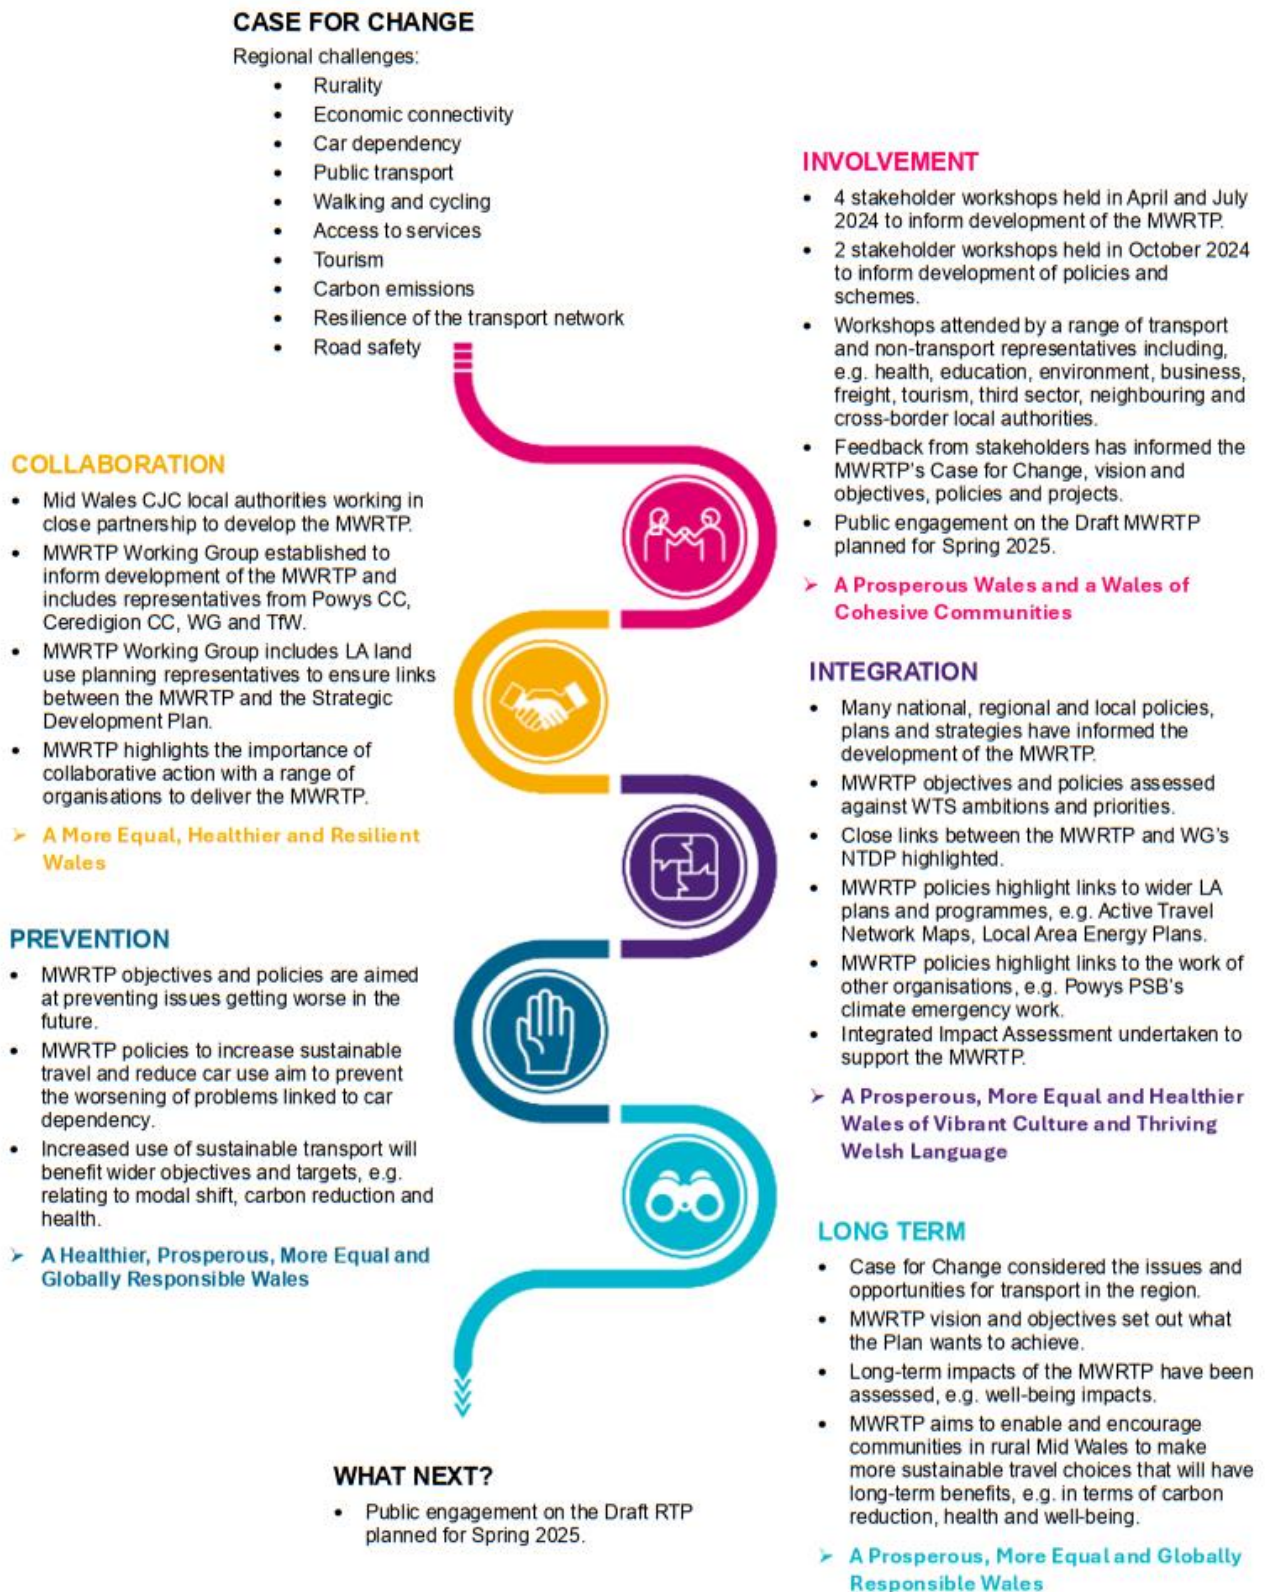 CASE FOR CHANGE
Regional challenges:
• Rurality
• Economic connectivity
• Car dependency
• Public transport
• Walking and cycling
• Access to services
• Tourism
• Carbon emissions
• Resilience of the transport network
• Road safety
INVOLVEMENT
• 4 stakeholder workshops held in April and July
2024 to inform development of the MWRTP.
• 2 stakeholder workshops held in October 2024
to inform development of policies and
schemes.
• Workshops attended by a range of transport
and non-transport representatives including,
e.g. health, education, environment, business,
freight, tourism, third sector, neighbouring and
cross-border local authorities.
• Feedback from stakeholders has informed the
MWRTP's Case for Change, vision and
objectives, policies and projects.
• Public engagement on the Draft MWRTP
planned for Spring 2025.
➢ A Prosperous Wales and a Wales of
Cohesive Communities
COLLABORATION
• Mid Wales CJC local authorities working in
close partnership to develop the MWRTP.
• MWRTP Working Group established to
inform development of the MWRTP and
includes representatives from Powys CC,
Ceredigion CC, WG and TfW.
• MWRTP Working Group includes LA land
use planning representatives to ensure links
between the MWRTP and the Strategic
Development Plan.
• MWRTP highlights the importance of
collaborative action with a range of
organisations to deliver the MWRTP.
➢ A More Equal, Healthier and Resilient
Wales
INTEGRATION
• Many national, regional and local policies,
plans and strategies have informed the
development of the MWRTP.
• MWRTP objectives and policies assessed
against WTS ambitions and priorities.
• Close links between the MWRTP and WG's
NTDP highlighted.
• MWRTP policies highlight links to wider LA
plans and programmes, e.g. Active Travel
Network Maps, Local Area Energy Plans.
• MWRTP policies highlight links to the work of
other organisations, e.g. Powys PSB's
climate emergency work.
• Integrated Impact Assessment undertaken to
support the MWRTP.
➢ A Prosperous, More Equal and Healthier
Wales of Vibrant Culture and Thriving
Welsh Language
PREVENTION
• MWRTP objectives and policies are aimed
at preventing issues getting worse in the
future.
• MWRTP policies to increase sustainable
travel and reduce car use aim to prevent
the worsening of problems linked to car
dependency.
• Increased use of sustainable transport will
benefit wider objectives and targets, e.g.
relating to modal shift, carbon reduction and
health.
➢ A Healthier, Prosperous, More Equal and
Globally Responsible Wales
LONG TERM
• Case for Change considered the issues and
opportunities for transport in the region.
• MWRTP vision and objectives set out what
the Plan wants to achieve.
• Long-term impacts of the MWRTP have been
assessed, e.g. well-being impacts.
• MWRTP aims to enable and encourage
communities in rural Mid Wales to make
more sustainable travel choices that will have
long-term benefits, e.g. in terms of carbon
reduction, health and well-being.
➢ A Prosperous, More Equal and Globally
Responsible Wales
WHAT NEXT?
• Public engagement on the Draft RTP
planned for Spring 2025.